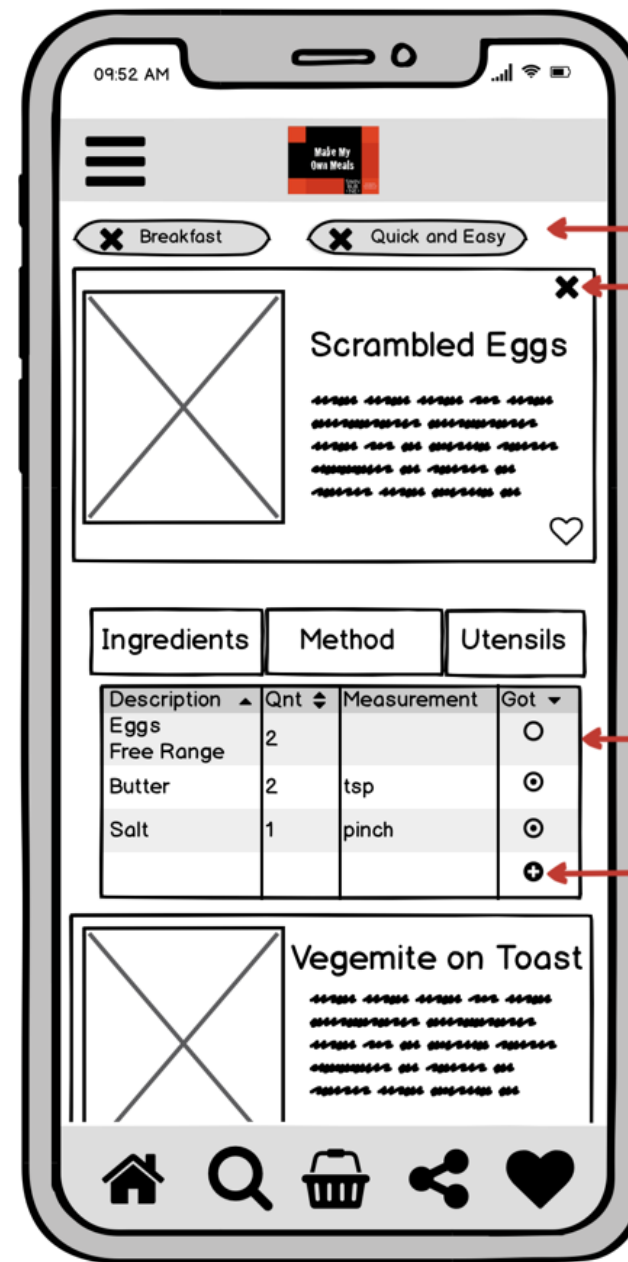 09:52 AM
Make My
Own Meals
Breakfast
Quick and Easy
Scrambled Eggs
Ingredients Method Utensils
Description Qnt Measurement Got
Eggs
Free Range 2
Butter 2 tsp
Salt 1 pinch
Vegemite on Toast